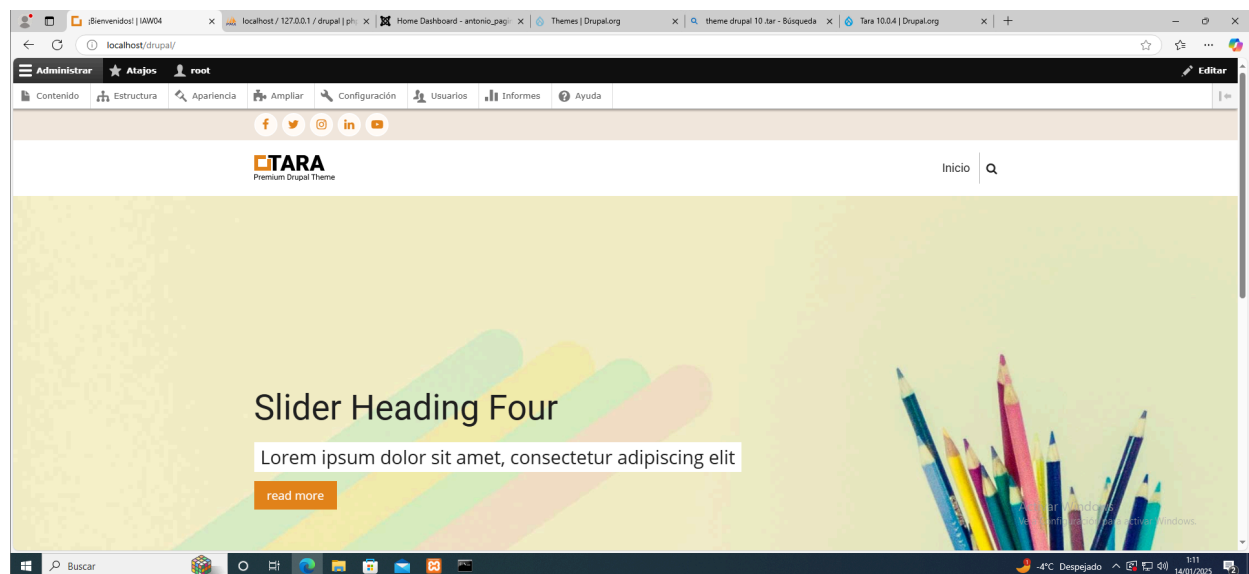 ¡Bienvenidos! | IAW04
localhost / 127.0.0.1 / drupal | ph
Home Dashboard - antonio_pagi
Themes | Drupal.org
theme drupal 10 .tar - Búsqueda
Tara 10.0.4 | Drupal.org
localhost/drupal/
Administrar Atajos root Editar
Contenido Estructura Apariencia Ampliar Configuración Usuarios Informes Ayuda
TARA
Premium Drupal Theme
Inicio
Slider Heading Four
Lorem ipsum dolor sit amet, consectetur adipiscing elit
read more
Buscar
-4°C Despejado
1:11
14/01/2025
2